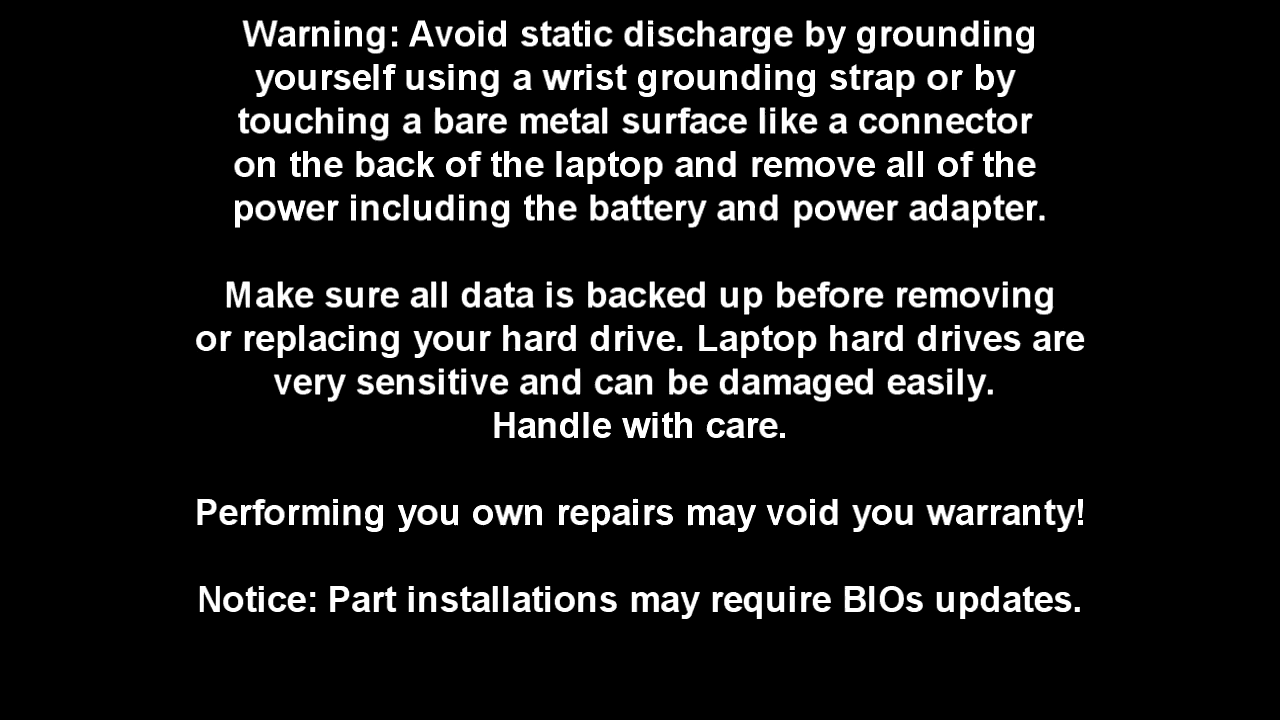 Warning: Avoid static discharge by grounding
yourself using a wrist grounding strap or by
touching a bare metal surface like a connector
on the back of the laptop and remove all of the
power including the battery and power adapter.
Make sure all data is backed up before removing
or replacing your hard drive. Laptop hard drives are
very sensitive and can be damaged easily.
Handle with care.
Performing you own repairs may void you warranty!
Notice: Part installations may require BIOs updates.